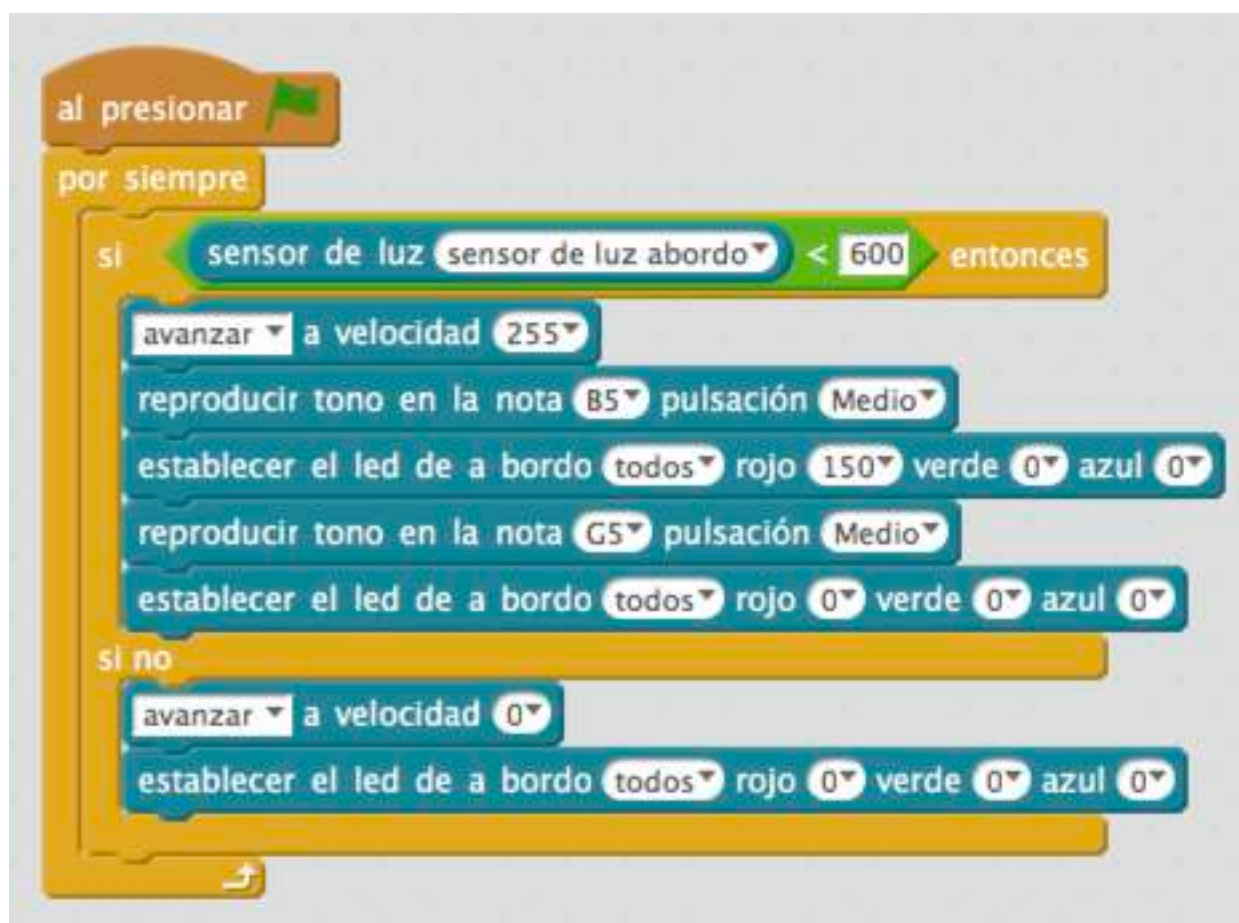 al presionar
por siempre
si sensor de luz sensor de luz abordo < 600 entonces
avanzar a velocidad 255
reproducir tono en la nota B5 pulsación Medio
establecer el led de a bordo todos rojo 150 verde 0 azul 0
reproducir tono en la nota G5 pulsación Medio
establecer el led de a bordo todos rojo 0 verde 0 azul 0
si no
avanzar a velocidad 0
establecer el led de a bordo todos rojo 0 verde 0 azul 0